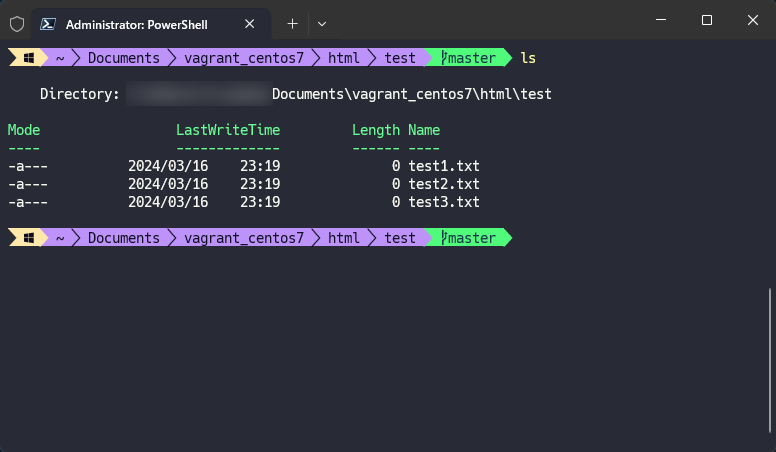 Administrator: PowerShell
~ Documents vagrant_centos7 html test master ls
Directory: Documents\vagrant_centos7\html\test
Mode LastWriteTime Length Name
---- ------------- ------ ----
-a--- 2024/03/16 23:19 0 test1.txt
-a--- 2024/03/16 23:19 0 test2.txt
-a--- 2024/03/16 23:19 0 test3.txt
~ Documents vagrant_centos7 html test master